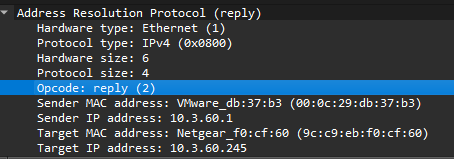 Address Resolution Protocol (reply)
Hardware type: Ethernet (1)
Protocol type: IPv4 (0x0800)
Hardware size: 6
Protocol size: 4
Opcode: reply (2)
Sender MAC address: VMware_db:37:b3 (00:0c:29:db:37:b3)
Sender IP address: 10.3.60.1
Target MAC address: Netgear_f0:cf:60 (9c:c9:eb:f0:cf:60)
Target IP address: 10.3.60.245